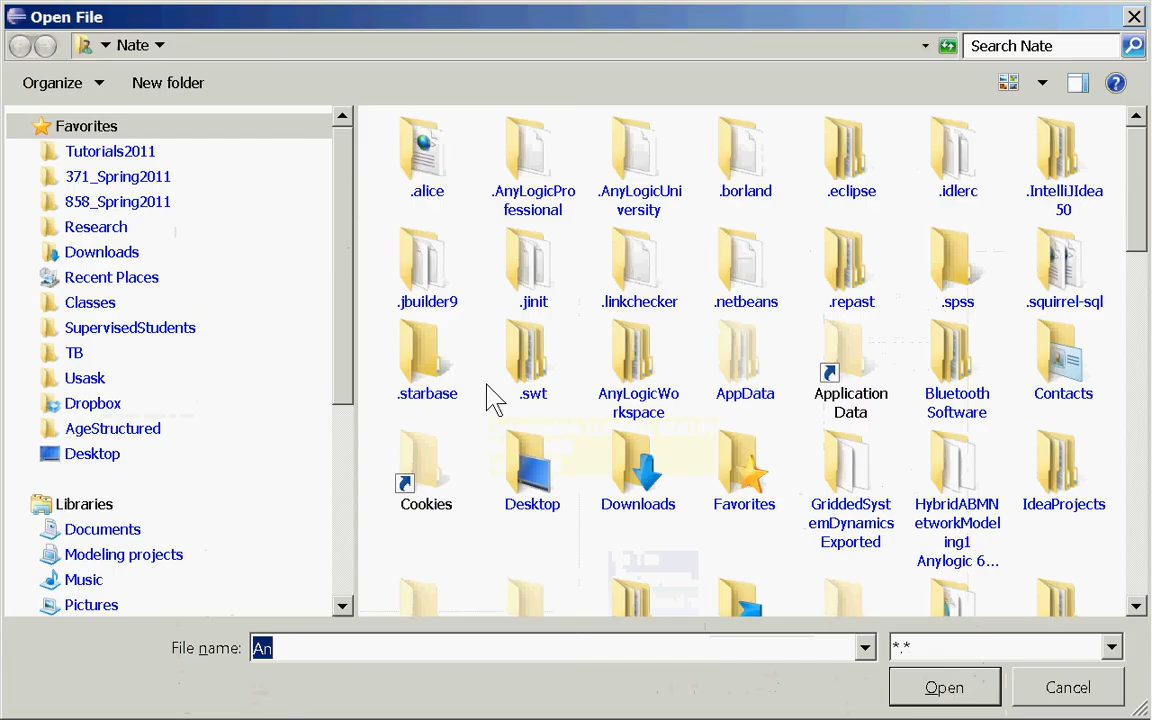 Open File
Nate
Search Nate
Organize
New folder
Favorites
Tutorials2011
371_Spring2011
858_Spring2011
Research
Downloads
Recent Places
Classes
SupervisedStudents
TB
Usask
Dropbox
AgeStructured
Desktop
Libraries
Documents
Modeling projects
Music
Pictures
.alice
.AnyLogicPro
fessional
.AnyLogicUni
versity
.borland
.eclipse
.idlerc
.IntelliJIdea
50
.jbuilder9
.jinit
.linkchecker
.netbeans
.repast
.spss
.squirrel-sql
.starbase
.swt
AnyLogicWo
rkspace
AppData
Application
Data
Bluetooth
Software
Contacts
Cookies
Desktop
Downloads
Favorites
GriddedSyst
emDynamics
Exported
HybridABMN
etworkModel
ing1
Anylogic 6...
IdeaProjects
File name:
An
*.*
Open
Cancel